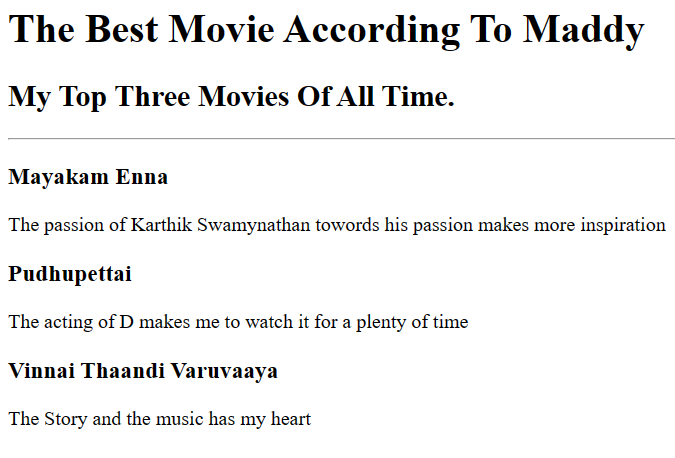 The Best Movie According To Maddy
My Top Three Movies Of All Time.
Mayakam Enna
The passion of Karthik Swamynathan towords his passion makes more inspiration
Pudhupettai
The acting of D makes me to watch it for a plenty of time
Vinnai Thaandi Varuvaaya
The Story and the music has my heart